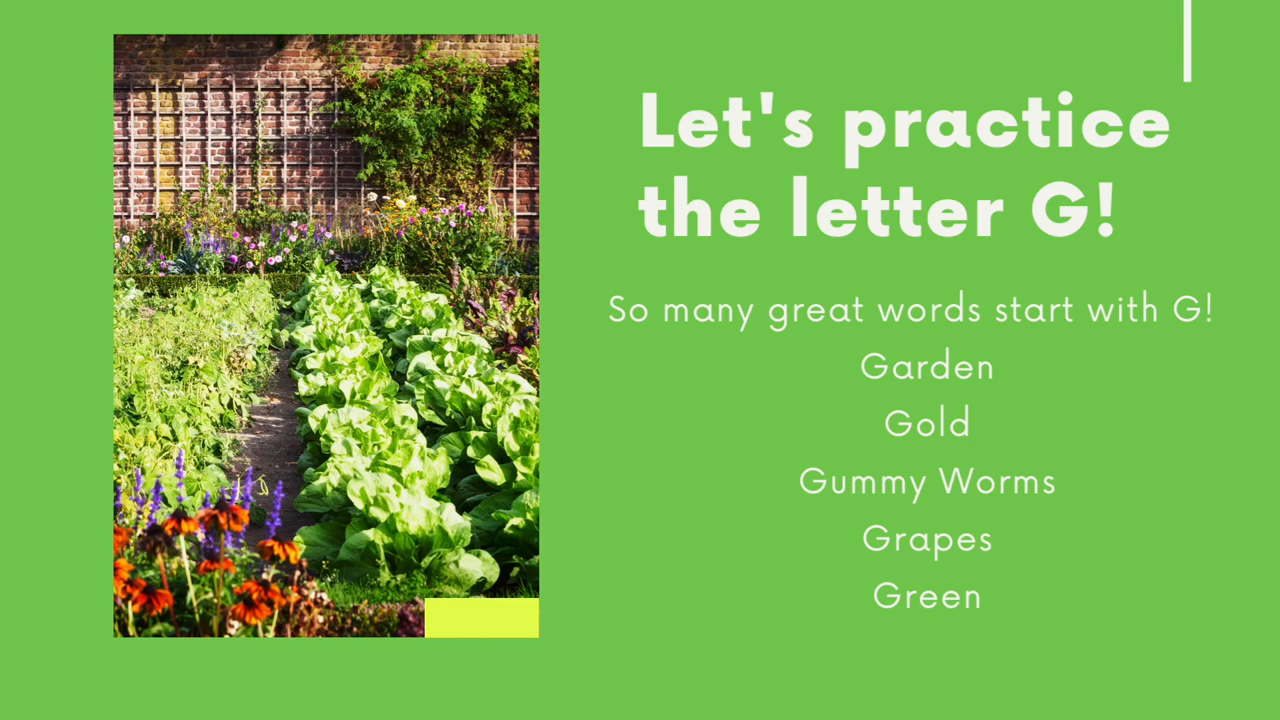 Let's practice
the letter G!
So many great words start with G!
Garden
Gold
Gummy Worms
Grapes
Green